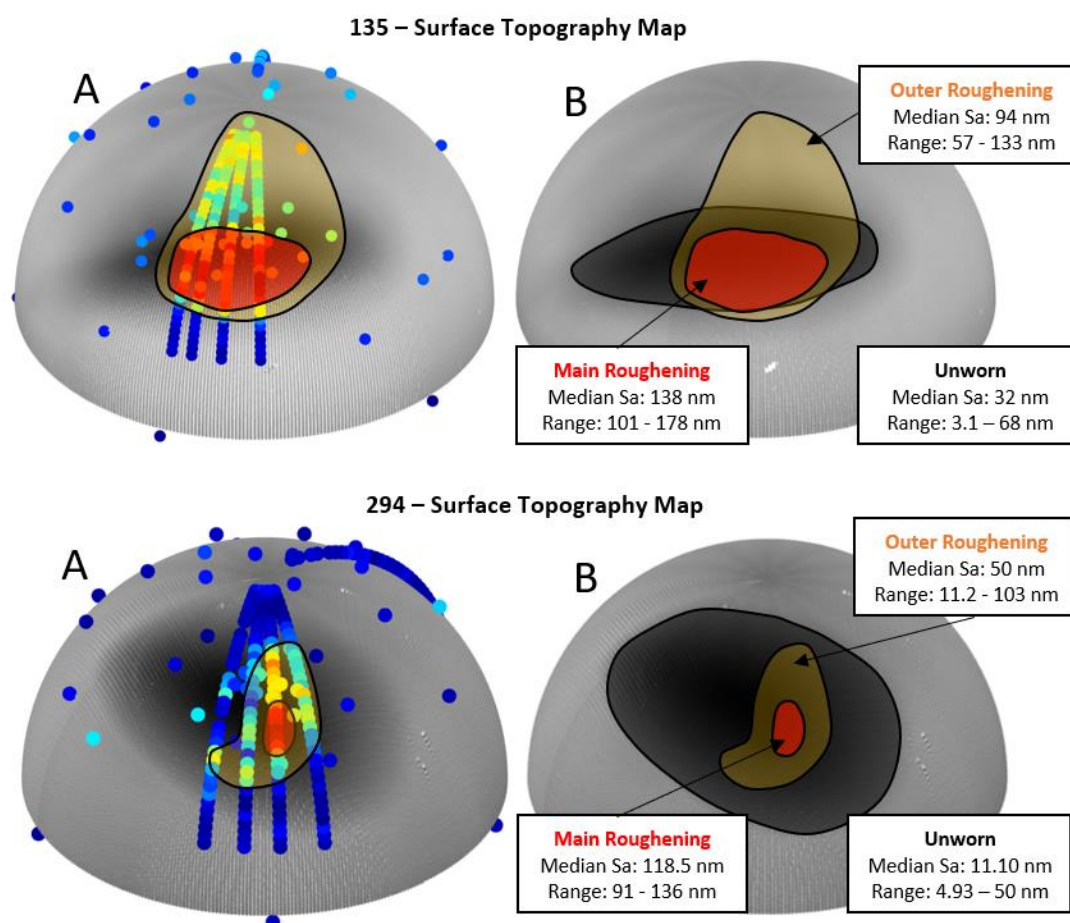 135 – Surface Topography Map
A
B
Outer Roughening
Median Sa: 94 nm
Range: 57 - 133 nm
Main Roughening
Median Sa: 138 nm
Range: 101 - 178 nm
Unworn
Median Sa: 32 nm
Range: 3.1 – 68 nm
294 – Surface Topography Map
A
B
Outer Roughening
Median Sa: 50 nm
Range: 11.2 - 103 nm
Main Roughening
Median Sa: 118.5 nm
Range: 91 - 136 nm
Unworn
Median Sa: 11.10 nm
Range: 4.93 – 50 nm